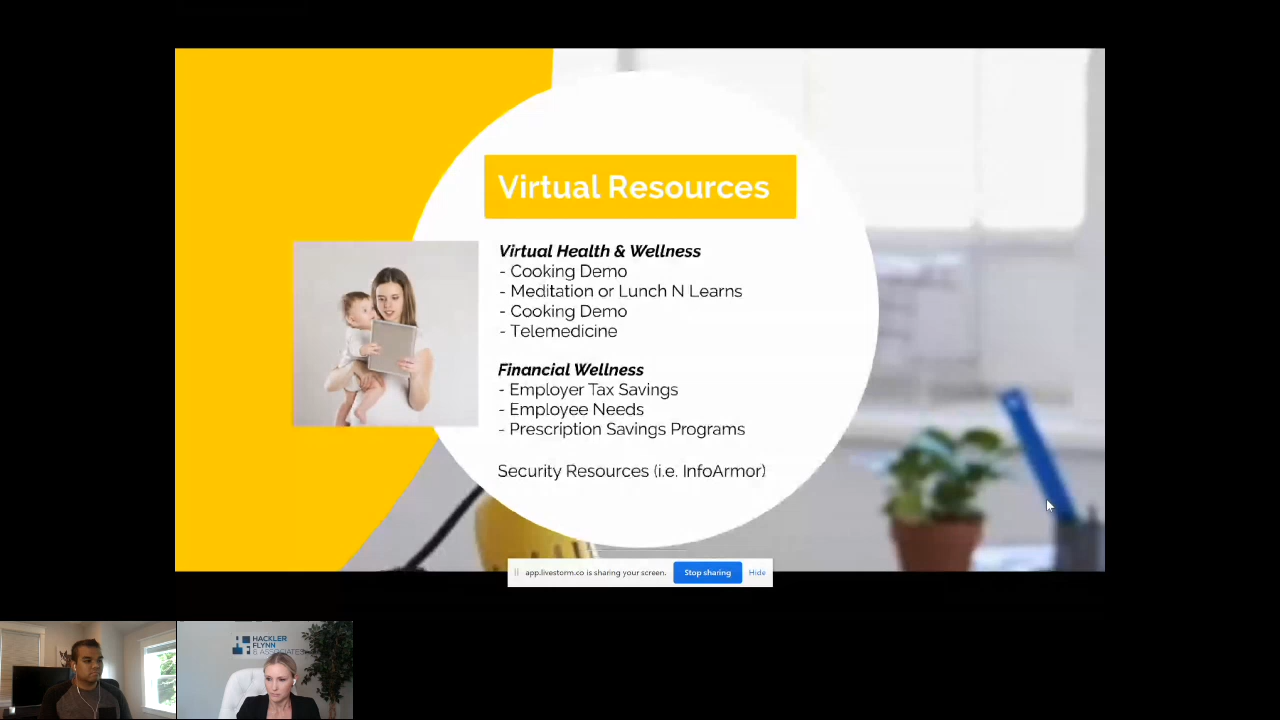 Virtual Resources
Virtual Health & Wellness
- Cooking Demo
- Meditation or Lunch N Learns
- Cooking Demo
- Telemedicine
Financial Wellness
- Employer Tax Savings
- Employee Needs
- Prescription Savings Programs
Security Resources (i.e. InfoArmor)
app.livestorm.co is sharing your screen.
Stop sharing
Hide
HACKLER
FLYNN
& ASSOCIATES